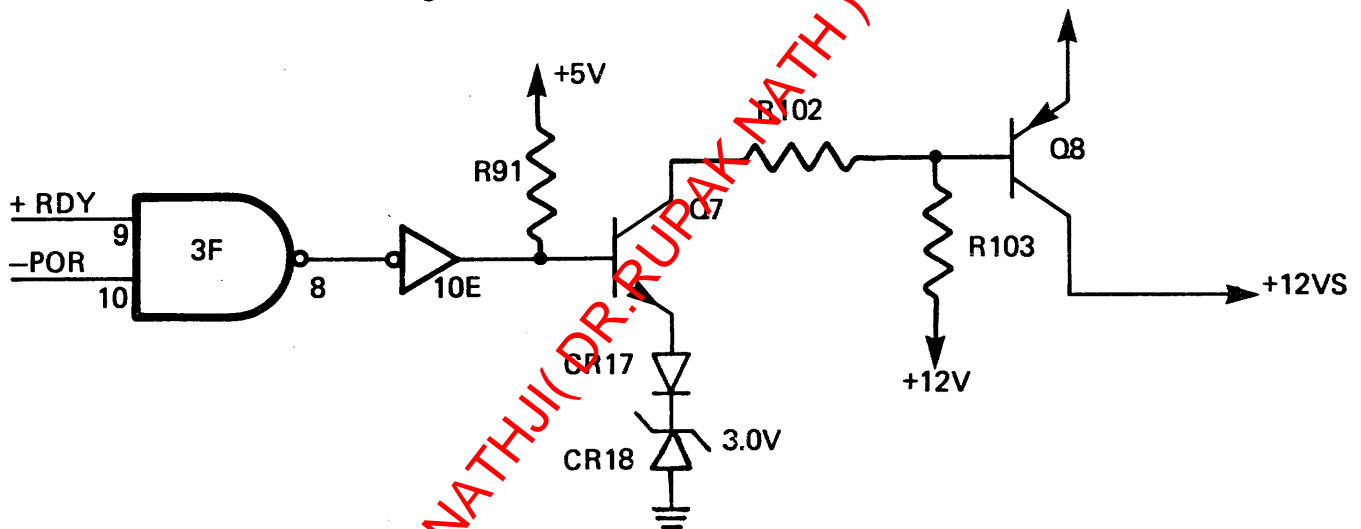 +5V
R102
R91
Q8
Q7
+ RDY
9
3F
-POR
10
8
10E
R103
+12VS
CR17
+12V
3.0V
CR18
NATHJI( DR.RUPAK NATH )